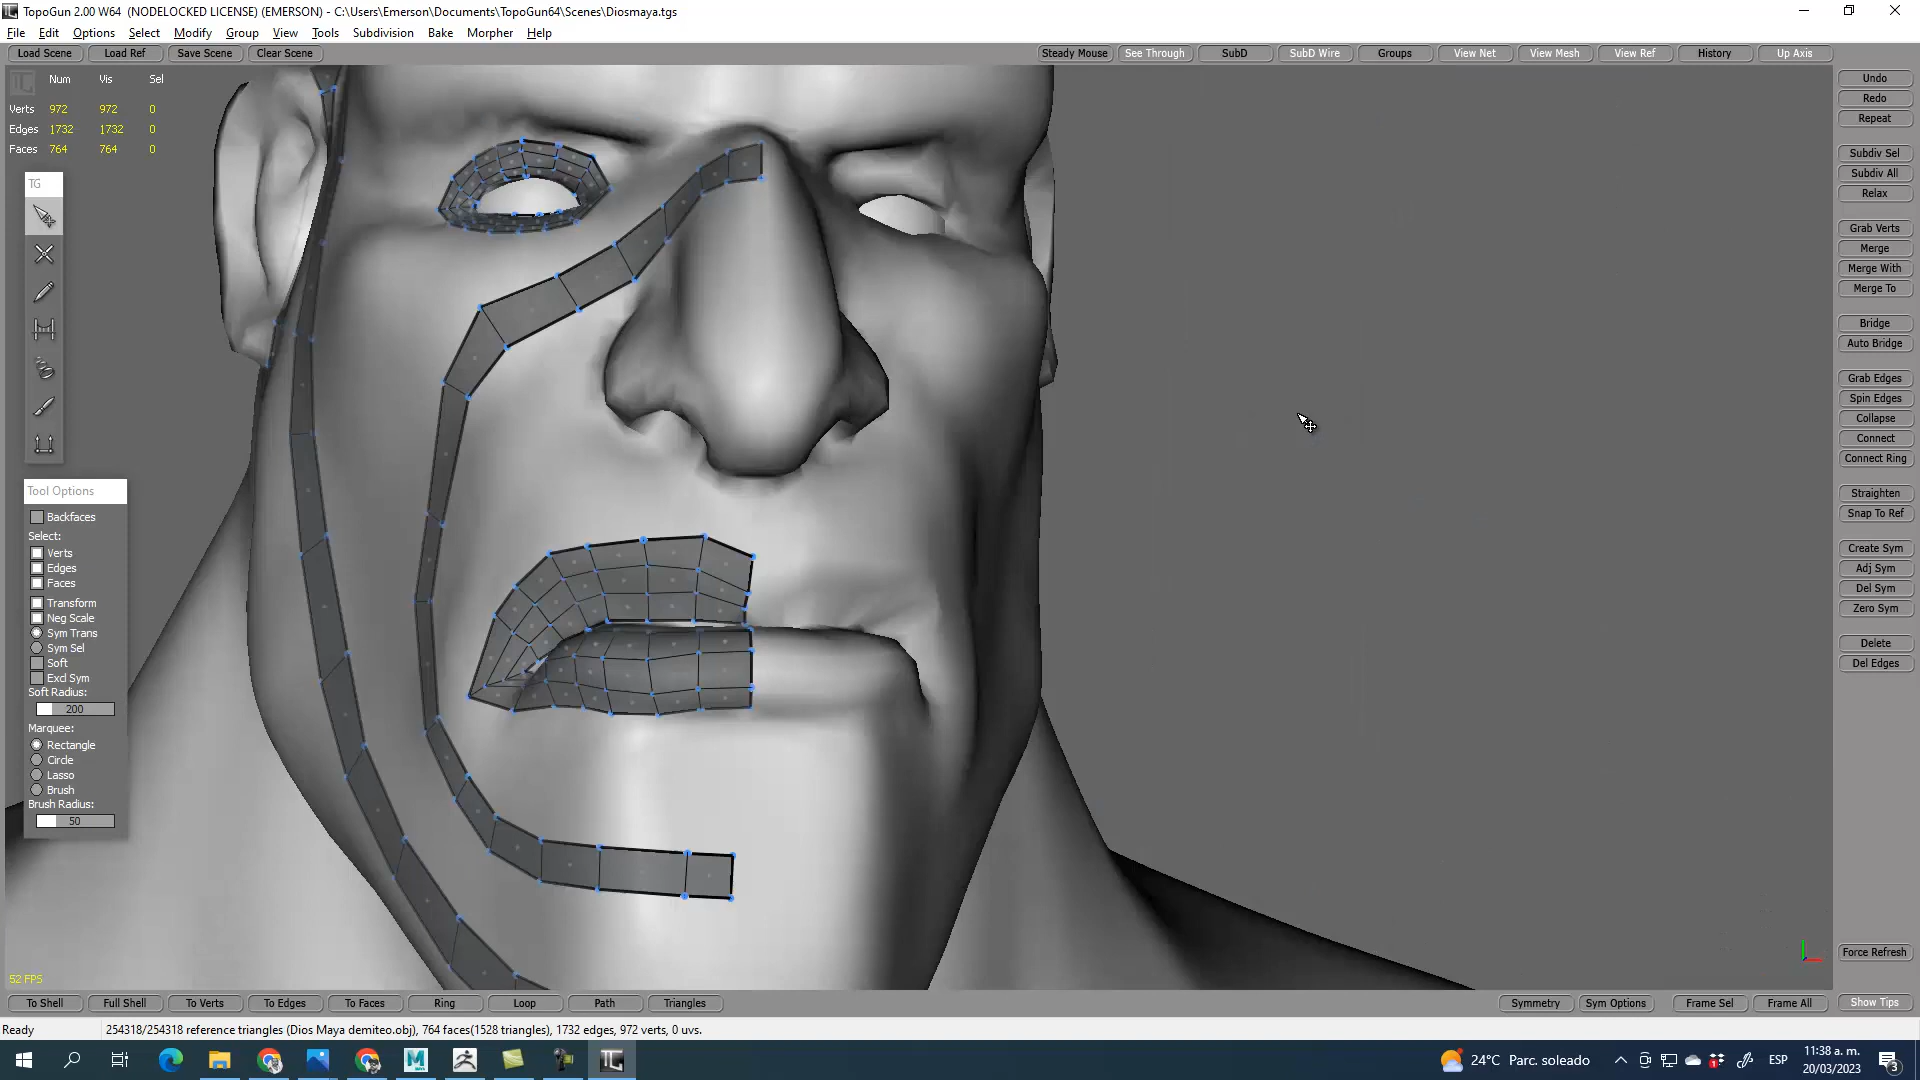 TopoGun 2.00 W64 (NODELOCKED LICENSE) (EMERSON) - C:\Users\Emerson\Documents\TopoGun64\Scenes\Diosmaya.tgs
File Edit Options Select Modify Group View Tools Subdivision Bake Morpher Help
Load Scene Load Ref Save Scene Clear Scene Steady Mouse See Through SubD SubD Wire Groups View Net View Mesh View Ref History Up Axis
Num Vis Sel
Verts 972 972 0
Edges 1732 1732 0
Faces 764 764 0
TG
Tool Options
Backfaces
Select:
Verts
Edges
Faces
Transform
Neg Scale
Sym Trans
Sym Sel
Soft
Excl Sym
Soft Radius:
200
Marquee:
Rectangle
Circle
Lasso
Brush
Brush Radius:
50
52 FPS
Undo
Redo
Repeat
Subdiv Sel
Subdiv All
Relax
Grab Verts
Merge
Merge With
Merge To
Bridge
Auto Bridge
Grab Edges
Spin Edges
Collapse
Connect
Connect Ring
Straighten
Snap To Ref
Create Sym
Adj Sym
Del Sym
Zero Sym
Delete
Del Edges
Force Refresh
To Shell Full Shell To Verts To Edges To Faces Ring Loop Path Triangles Symmetry Sym Options Frame Sel Frame All Show Tips
Ready 254318/254318 reference triangles (Dios Maya demiteo.obj), 764 faces(1528 triangles), 1732 edges, 972 verts, 0 uvs.
24°C Parc. soleado ESP 11:38 a. m.
20/03/2023
3